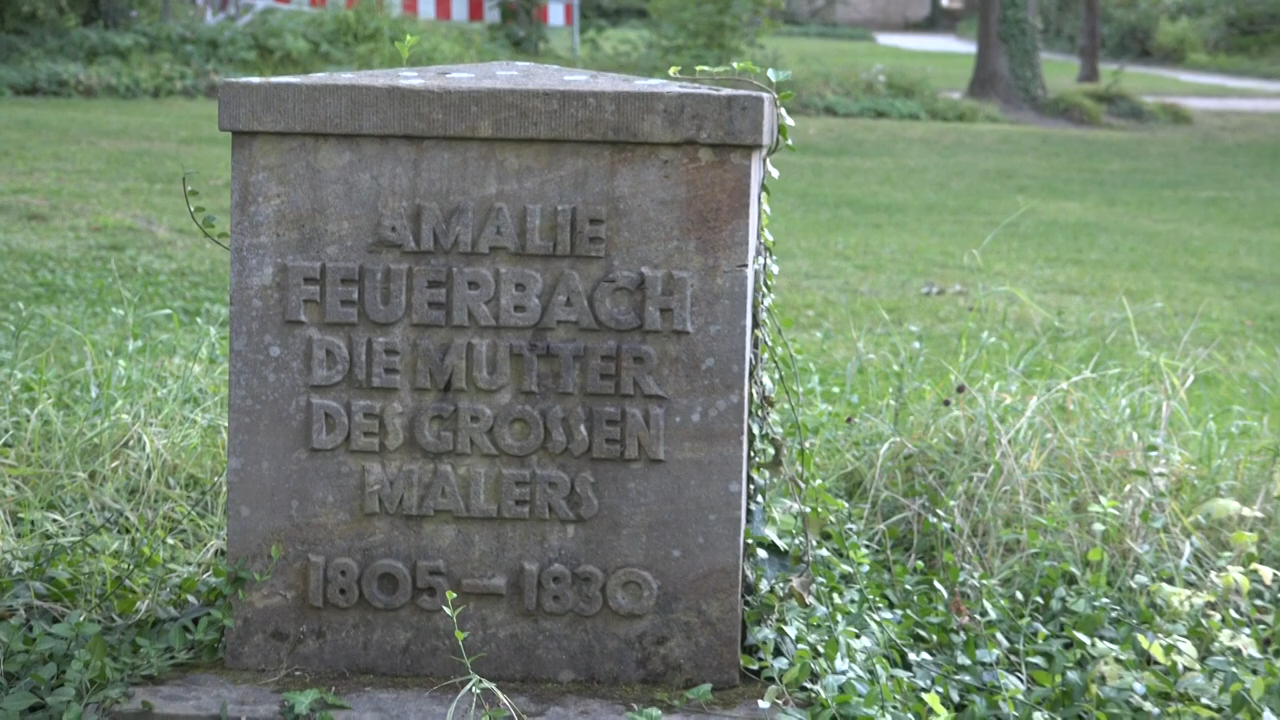 AMALIE
FEUERBACH
DIE MUTTER
DES GROSSEN
MALERS
1805–1830